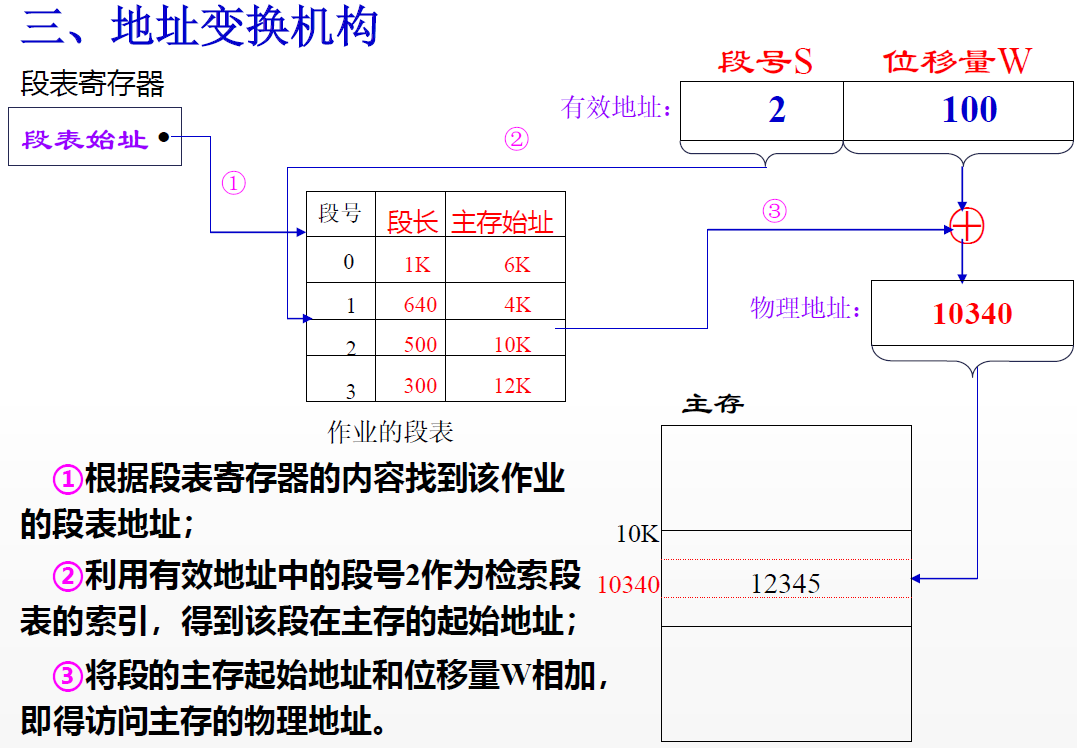 三、地址变换机构
段表寄存器
段表始址
①
段号S 位移量W
有效地址： 2 100
②
段号 段长 主存始址
0 1K 6K
1 640 4K
2 500 10K
3 300 12K
作业的段表
③
物理地址： 10340
主存
10K
10340 12345
①根据段表寄存器的内容找到该作业
的段表地址；
②利用有效地址中的段号2作为检索段
表的索引，得到该段在主存的起始地址；
③将段的主存起始地址和位移量W相加，
即得访问主存的物理地址。